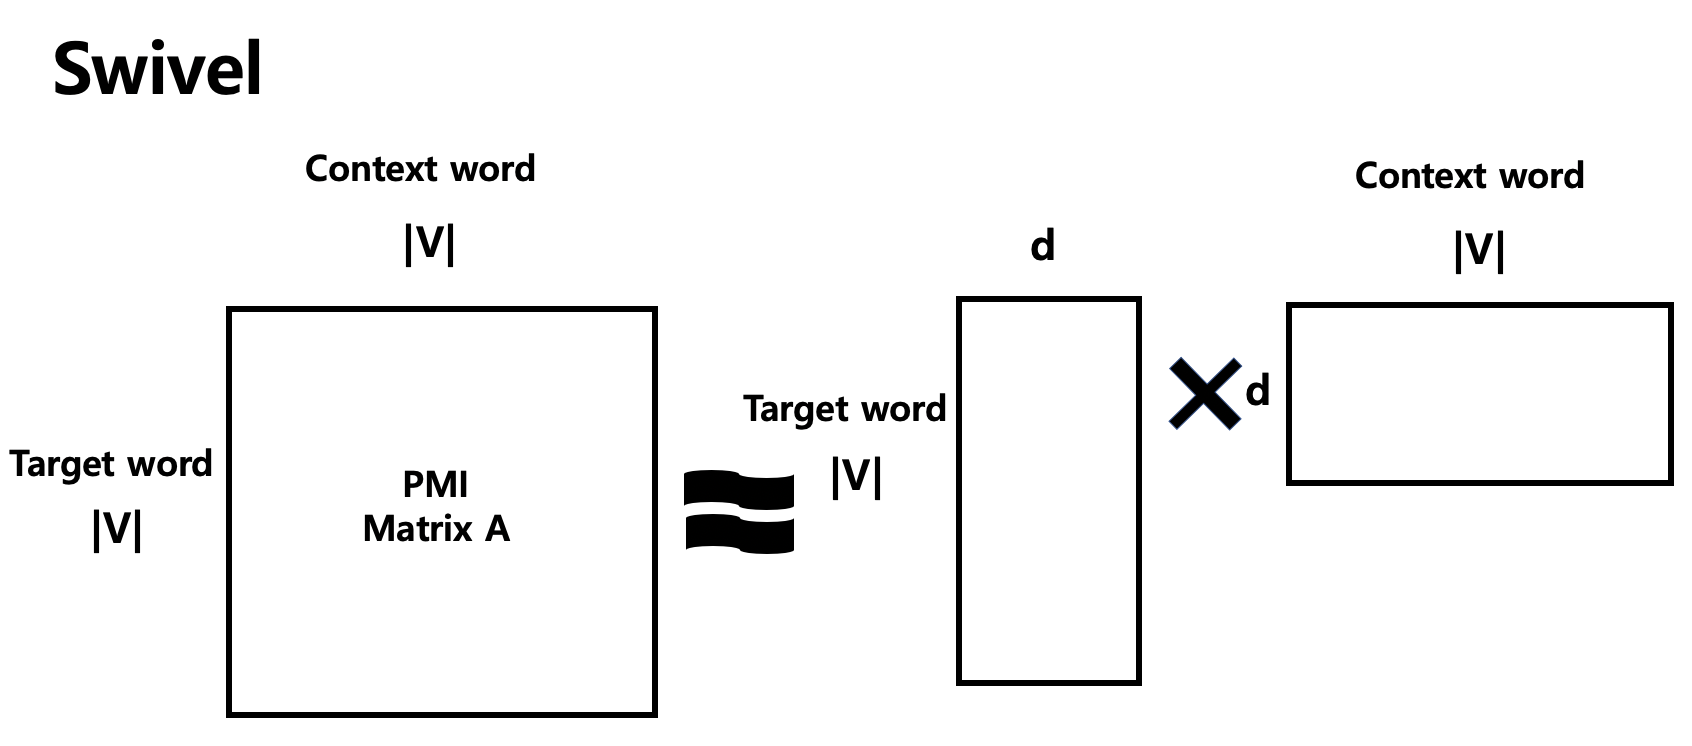 Swivel
Context word
|V|
Target word
|V|
PMI
Matrix A
Target word
|V|
d
d
Context word
|V|